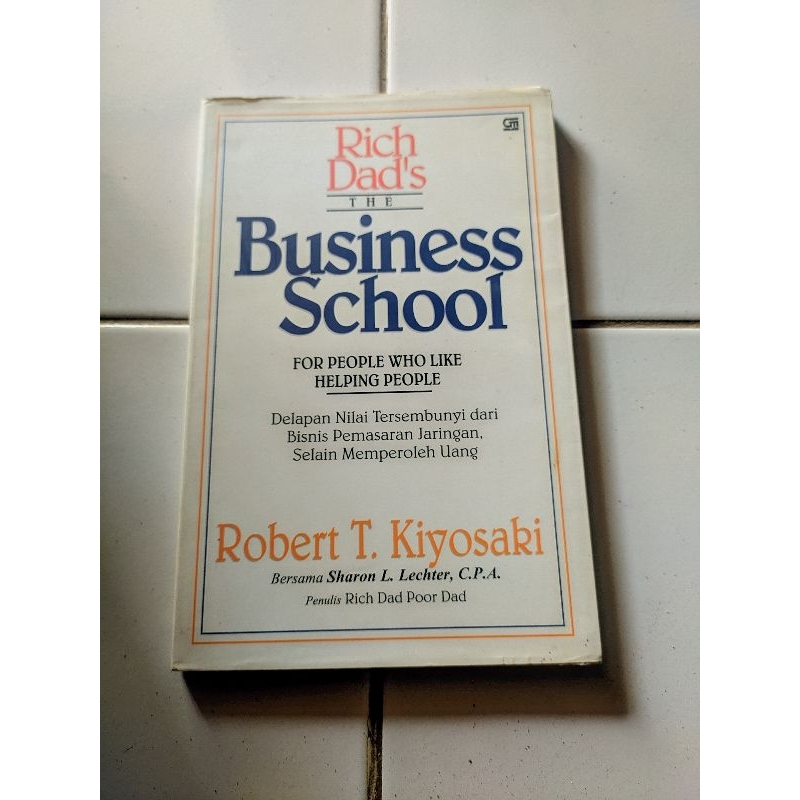 GM
Rich
Dad's
THE
Business
School
FOR PEOPLE WHO LIKE
HELPING PEOPLE
Delapan Nilai Tersembunyi dari
Bisnis Pemasaran Jaringan,
Selain Memperoleh Uang
Robert T. Kiyosaki
Bersama Sharon L. Lechter, C.P.A.
Penulis Rich Dad Poor Dad